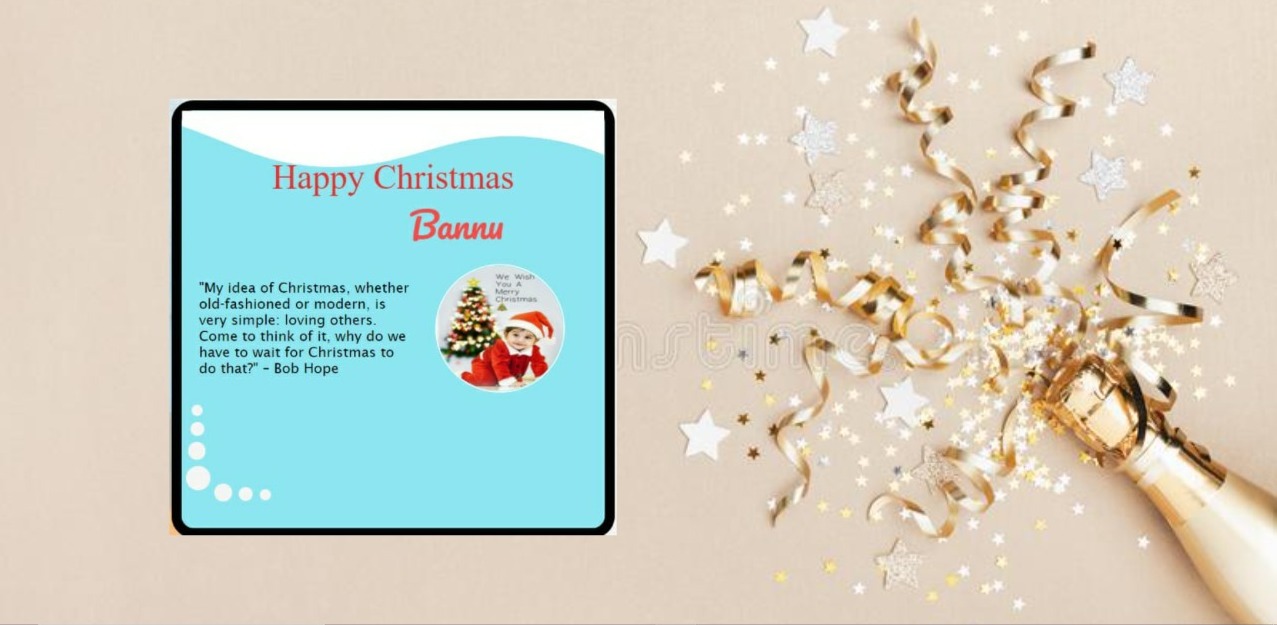 Happy Christmas
Bannu
"My idea of Christmas, whether
old-fashioned or modern, is
very simple: loving others.
Come to think of it, why do we
have to wait for Christmas to
do that?" – Bob Hope
We Wish
You A
Merry
Christmas